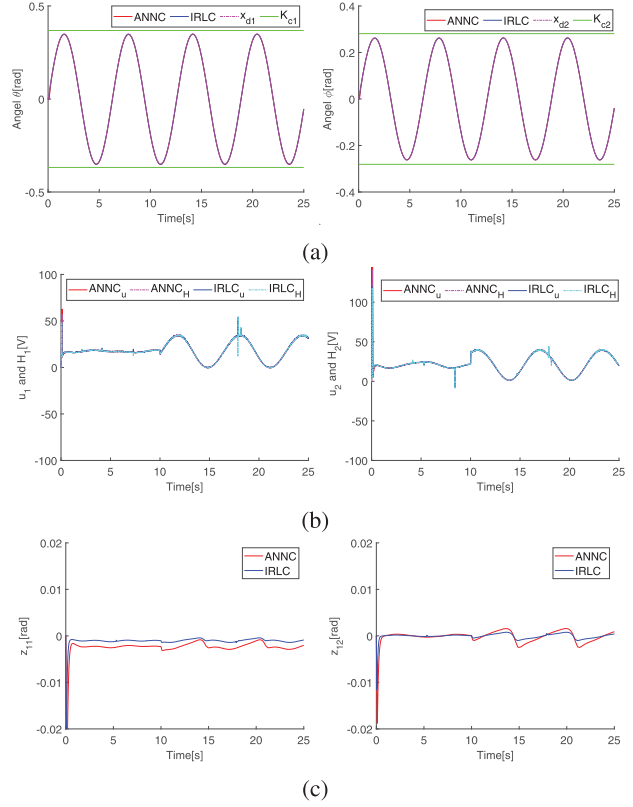 ANNC IRLC x_d1 K_c1
0.5
0
-0.5
Angel θ[rad]
0 5 10 15 20 25
Time[s]
ANNC IRLC x_d2 K_c2
0.4
0.2
0
-0.2
-0.4
Angel ϕ[rad]
0 5 10 15 20 25
Time[s]
(a)
ANNC_u ANNC_H IRLC_u IRLC_H
100
50
0
-50
-100
u_1 and H_1[V]
0 5 10 15 20 25
Time[s]
ANNC_u ANNC_H IRLC_u IRLC_H
100
50
0
-50
-100
u_2 and H_2[V]
0 5 10 15 20 25
Time[s]
(b)
ANNC
IRLC
0.02
0.01
0
-0.01
-0.02
z_11[rad]
0 5 10 15 20 25
Time[s]
ANNC
IRLC
0.02
0.01
0
-0.01
-0.02
z_12[rad]
0 5 10 15 20 25
Time[s]
(c)